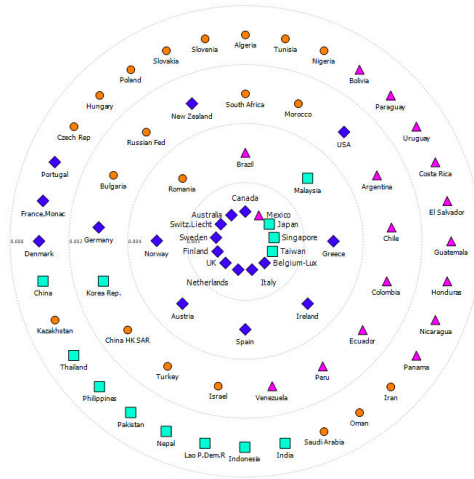 Algeria
Slovenia
Tunisia
Slovakia
Nigeria
Poland
Bolivia
Hungary
Paraguay
South Africa
New Zealand
Morocco
Czech Rep
Russian Fed
USA
Uruguay
Portugal
Brazil
Costa Rica
Bulgaria
Romania
Malaysia
Argentina
France,Monac
Canada
El Salvador
Australia
Mexico
Switz.Liecht
Japan
Chile
Denmark
Germany
Norway
Sweden
Singapore
Greece
Guatemala
Finland
Taiwan
UK
Belgium-Lux
China
Korea Rep.
Netherlands
Italy
Colombia
Honduras
Kazakhstan
China HK SAR
Austria
Spain
Ireland
Ecuador
Nicaragua
Thailand
Turkey
Israel
Venezuela
Peru
Panama
Philippines
Pakistan
Nepal
Lao P.Dem.R
Indonesia
India
Saudi Arabia
Oman
Iran